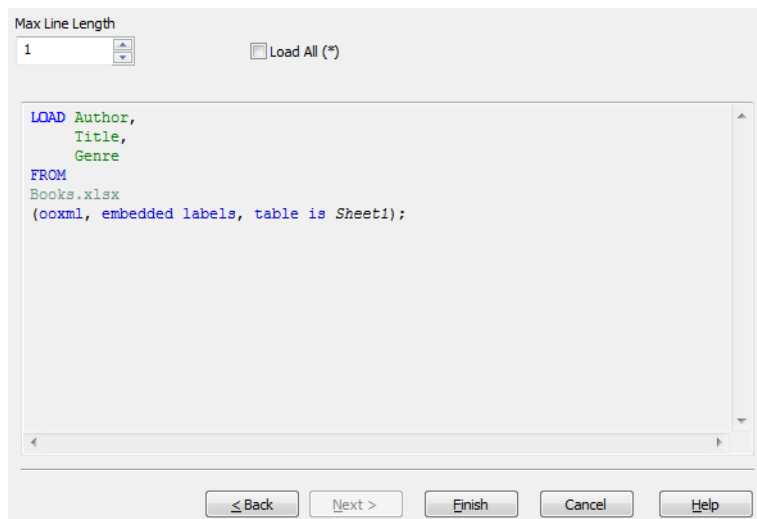 Max Line Length
1
Load All (*)
LOAD Author,
Title,
Genre
FROM
Books.xlsx
(ooxml, embedded labels, table is Sheet1);
< Back
Next >
Finish
Cancel
Help